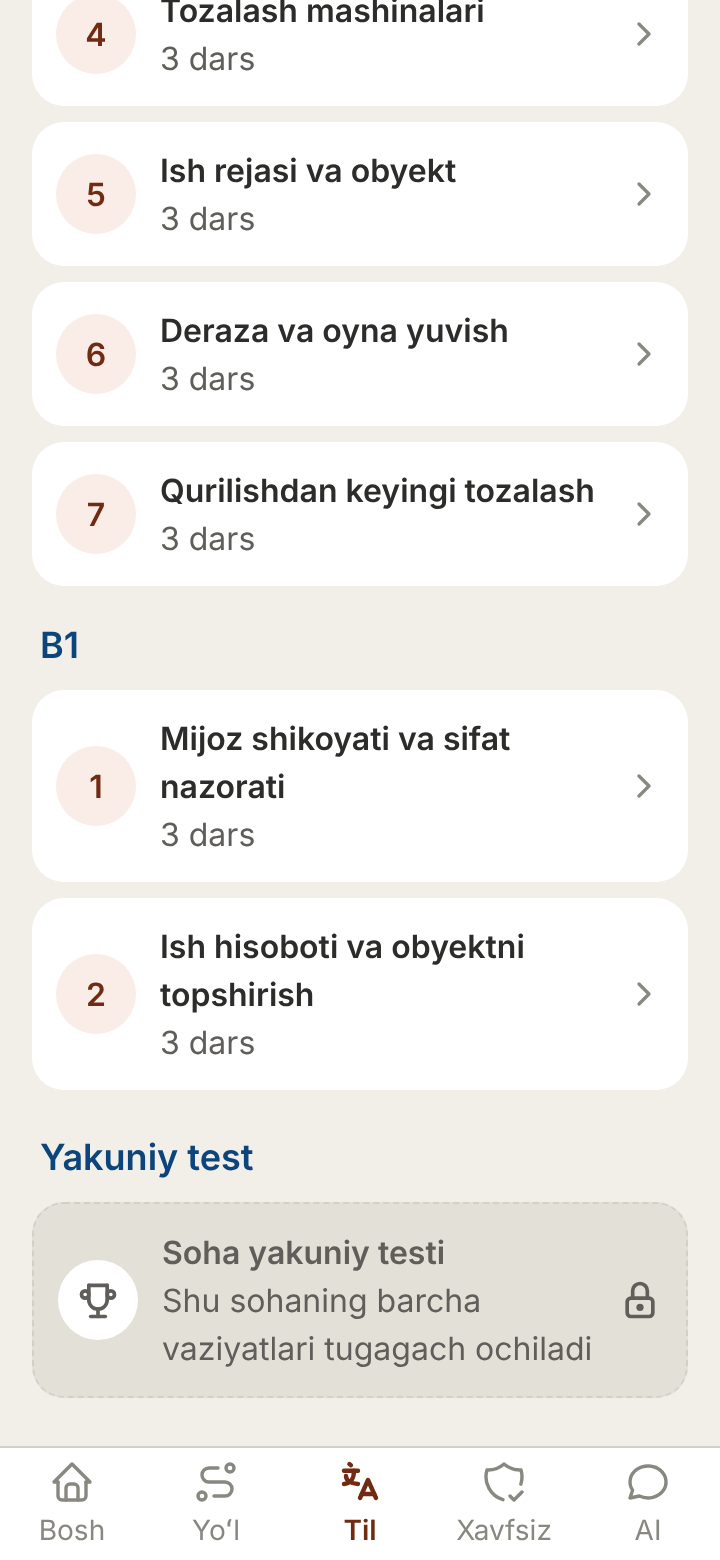 4
Tozalash mashinalari
3 dars
5
Ish rejasi va obyekt
3 dars
6
Deraza va oyna yuvish
3 dars
7
Qurilishdan keyingi tozalash
3 dars
B1
1
Mijoz shikoyati va sifat
nazorati
3 dars
2
Ish hisoboti va obyektni
topshirish
3 dars
Yakuniy test
Soha yakuniy testi
Shu sohaning barcha
vaziyatlari tugagach ochiladi
Bosh
Yoʻl
Til
Xavfsiz
AI